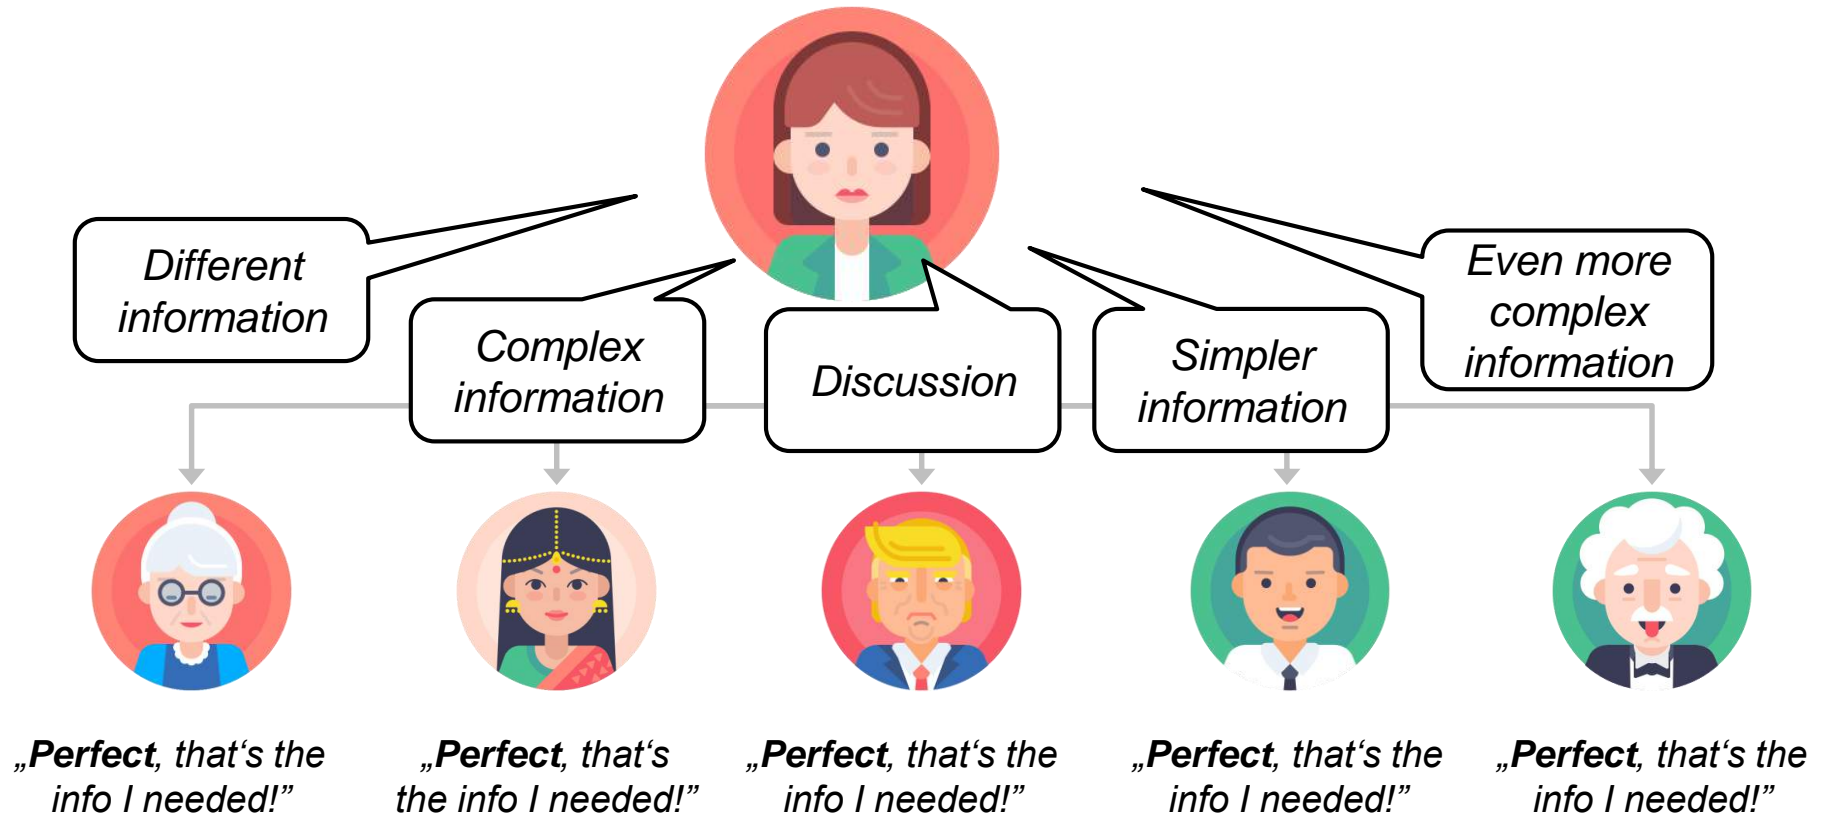 Different
information
Complex
information
Discussion
Simpler
information
Even more
complex
information
„Perfect, that‘s the
info I needed!”
„Perfect, that‘s
the info I needed!”
„Perfect, that‘s the
info I needed!”
„Perfect, that‘s the
info I needed!”
„Perfect, that‘s the
info I needed!”